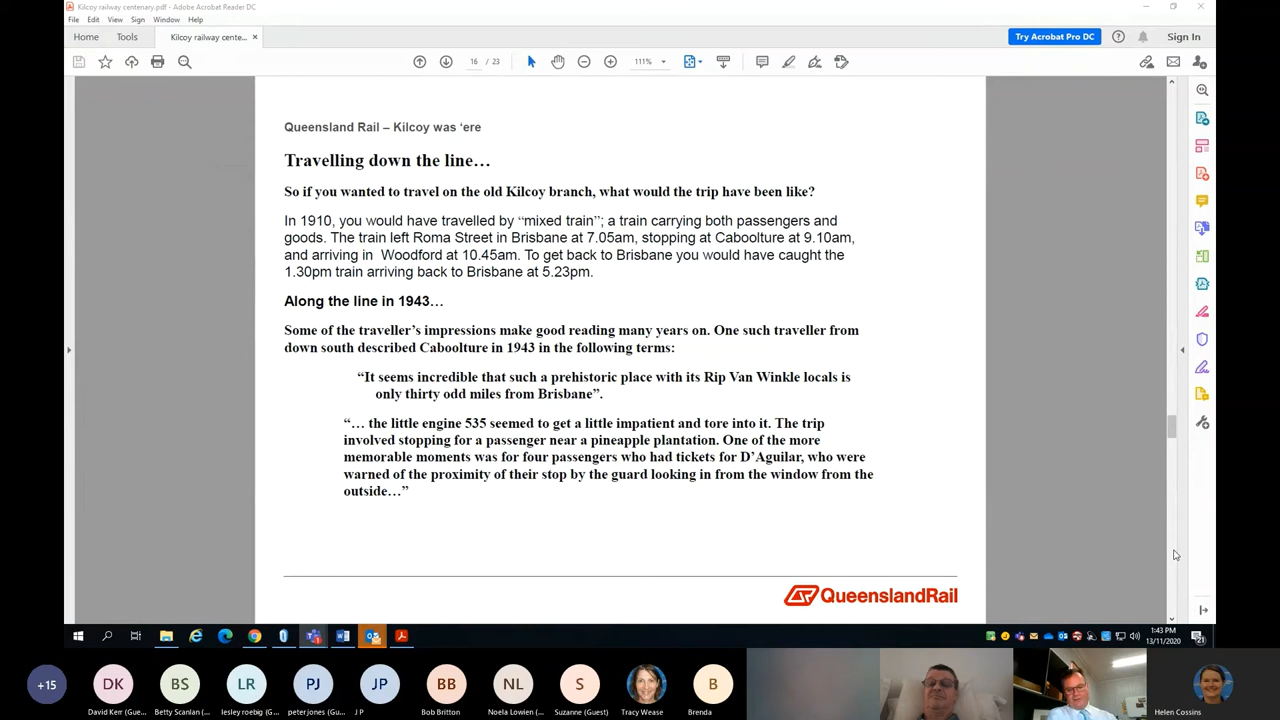 Kilcoy railway centenary.pdf - Adobe Acrobat Reader DC
File Edit View Sign Window Help
Home Tools Kilcoy railway cente... ×
Try Acrobat Pro DC Sign In
16 / 23 111%
Queensland Rail – Kilcoy was ‘ere
Travelling down the line…
So if you wanted to travel on the old Kilcoy branch, what would the trip have been like?
In 1910, you would have travelled by “mixed train”; a train carrying both passengers and
goods. The train left Roma Street in Brisbane at 7.05am, stopping at Caboolture at 9.10am,
and arriving in Woodford at 10.45am. To get back to Brisbane you would have caught the
1.30pm train arriving back to Brisbane at 5.23pm.
Along the line in 1943…
Some of the traveller’s impressions make good reading many years on. One such traveller from
down south described Caboolture in 1943 in the following terms:
“It seems incredible that such a prehistoric place with its Rip Van Winkle locals is
only thirty odd miles from Brisbane”.
“… the little engine 535 seemed to get a little impatient and tore into it. The trip
involved stopping for a passenger near a pineapple plantation. One of the more
memorable moments was for four passengers who had tickets for D’Aguilar, who were
warned of the proximity of their stop by the guard looking in from the window from the
outside…”
QueenslandRail
1:43 PM
13/11/2020
21
+15 DK BS LR PJ JP BB NL S B
David Kerr (Gue... Betty Scanlan (... lesley roebig (G... peter jones (Gu... J P Bob Britton Noela Lowien (... Suzanne (Guest) Tracy Wease Brenda Helen Cossins